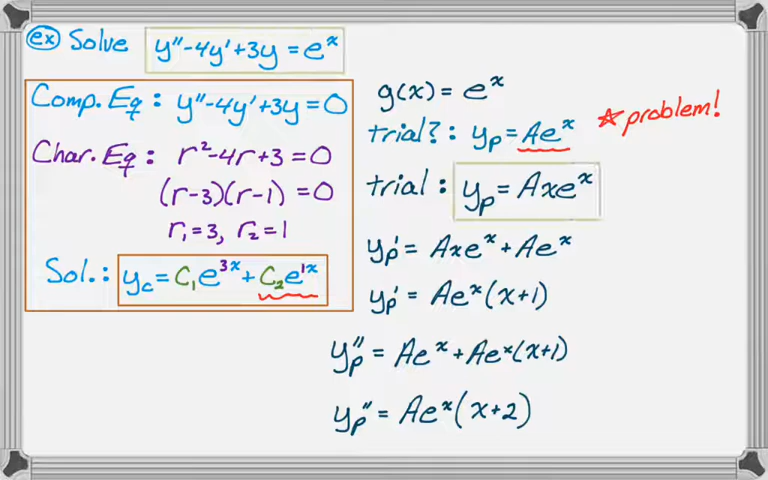 ex Solve y''-4y'+3y = e^x
Comp. Eq: y''-4y'+3y = 0
Char. Eq: r²-4r+3 = 0
(r-3)(r-1) = 0
r₁=3, r₂=1
Sol.: y_c = C₁e^3x + C₂e^1x
g(x) = e^x
trial?: y_p = Ae^x ☆problem!
trial: y_p = Axe^x
y_p' = Axe^x + Ae^x
y_p' = Ae^x(x+1)
y_p'' = Ae^x + Ae^x(x+1)
y_p'' = Ae^x(x+2)